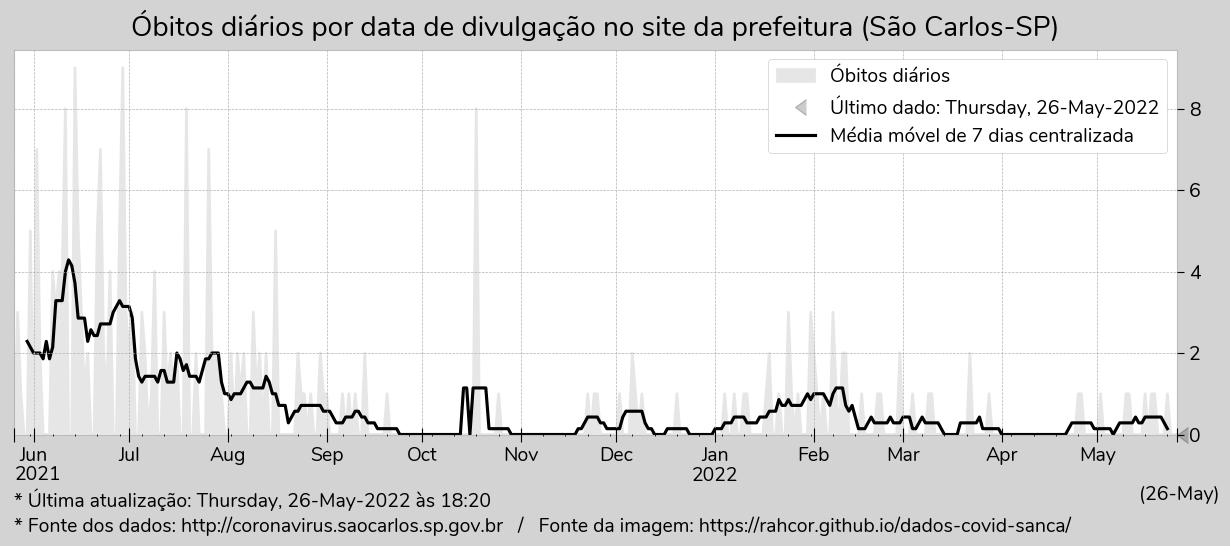 Óbitos diários por data de divulgação no site da prefeitura (São Carlos-SP)
Óbitos diários
Último dado: Thursday, 26-May-2022
Média móvel de 7 dias centralizada
8
6
4
2
0
Jun Jul Aug Sep Oct Nov Dec Jan Feb Mar Apr May
2021 2022
(26-May)
* Última atualização: Thursday, 26-May-2022 às 18:20
* Fonte dos dados: http://coronavirus.saocarlos.sp.gov.br / Fonte da imagem: https://rahcor.github.io/dados-covid-sanca/